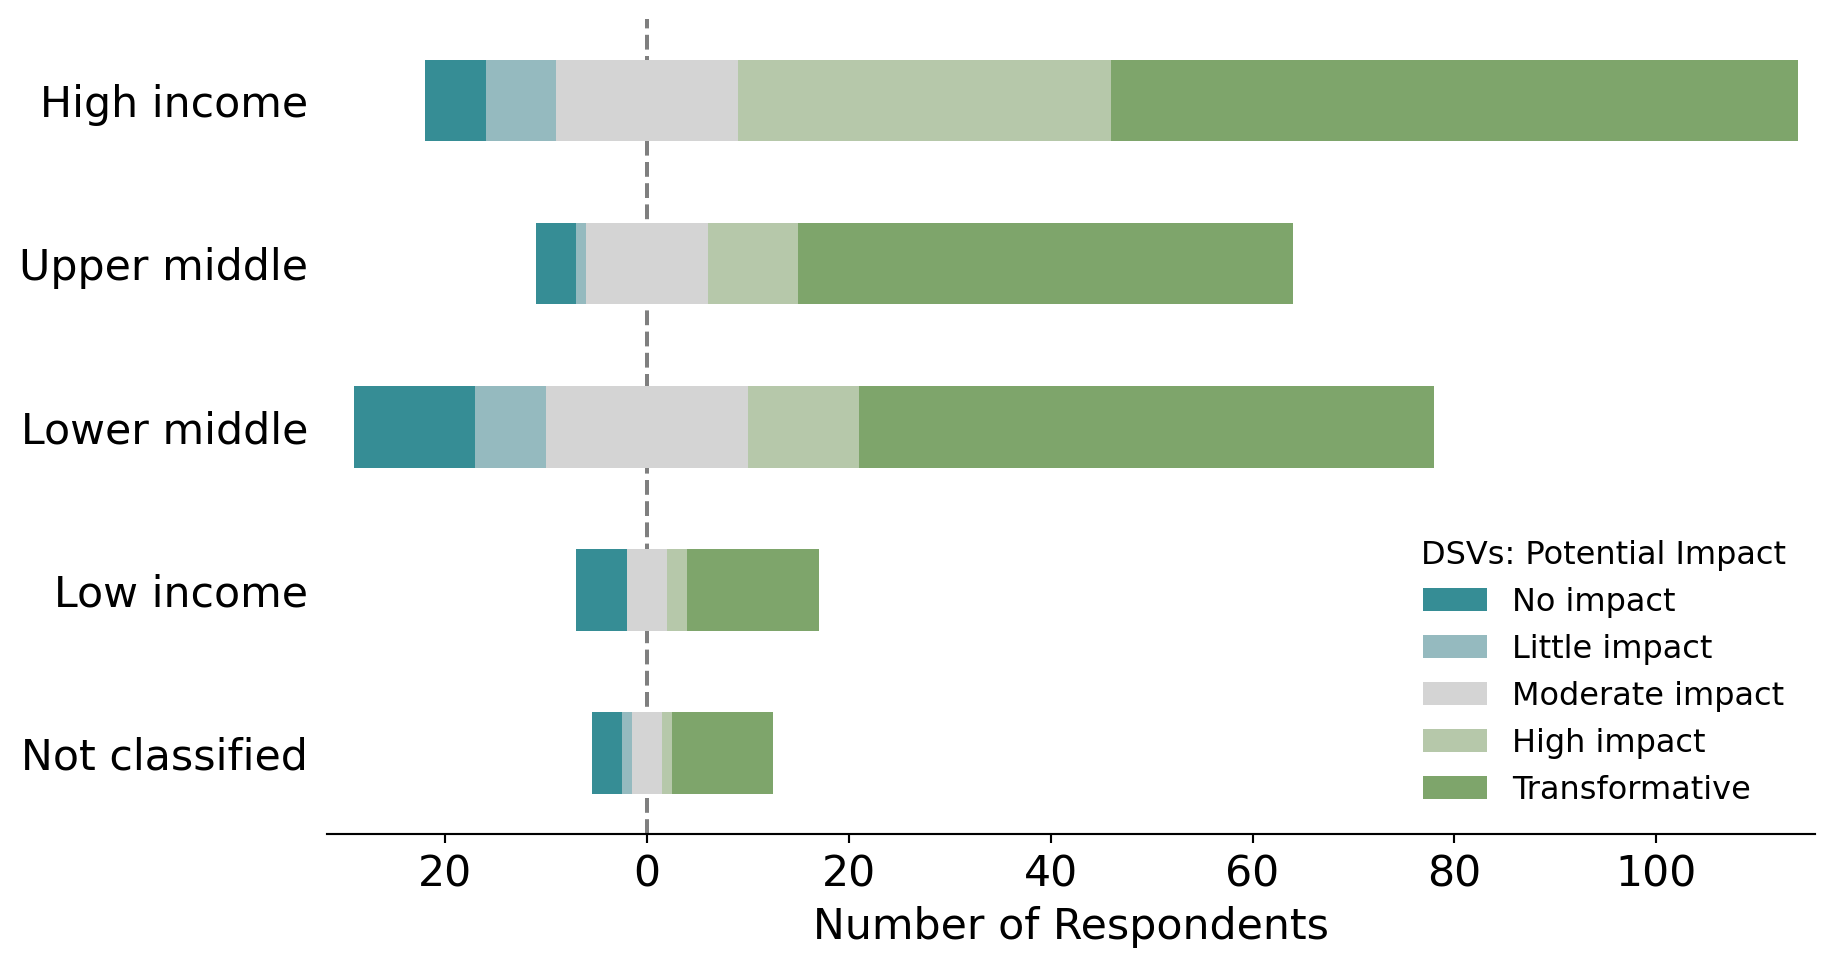 High income
Upper middle
Lower middle
Low income
Not classified
DSVs: Potential Impact
No impact
Little impact
Moderate impact
High impact
Transformative
20 0 20 40 60 80 100
Number of Respondents